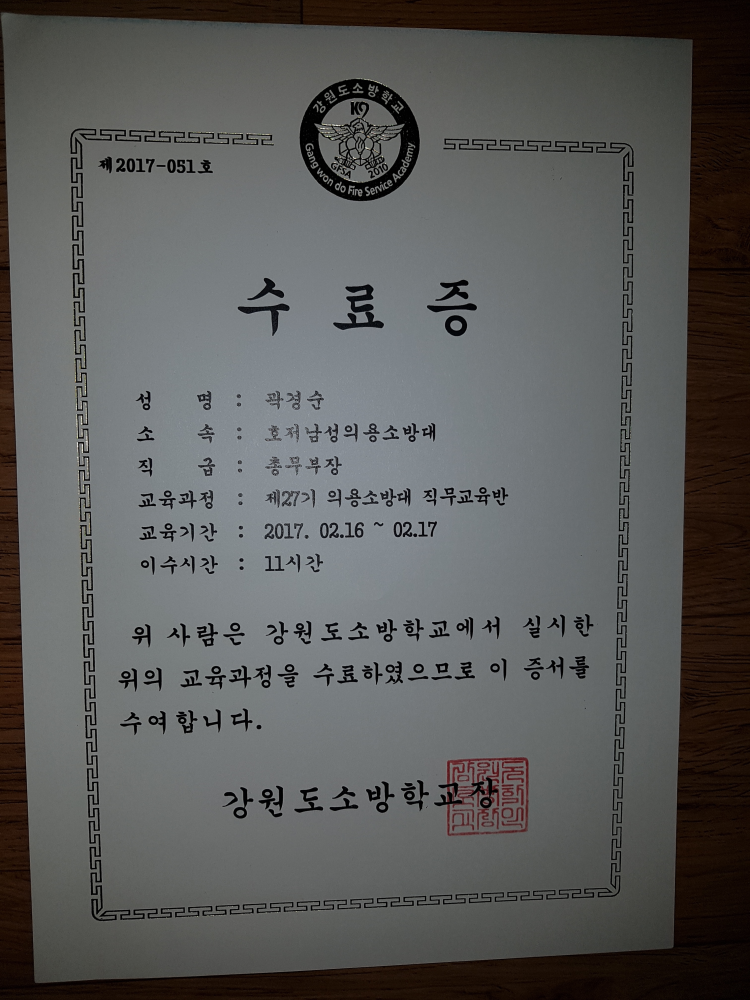 강원도소방학교
K9
GFSA 2010
Gang won do Fire Service Academy
제2017-051호
수 료 증
성 명 : 곽경순
소 속 : 호저남성의용소방대
직 급 : 총무부장
교육과정 : 제27기 의용소방대 직무교육반
교육기간 : 2017. 02.16 ~ 02.17
이수시간 : 11시간
위 사람은 강원도소방학교에서 실시한
위의 교육과정을 수료하였으므로 이 증서를
수여합니다.
강원도소방학교장